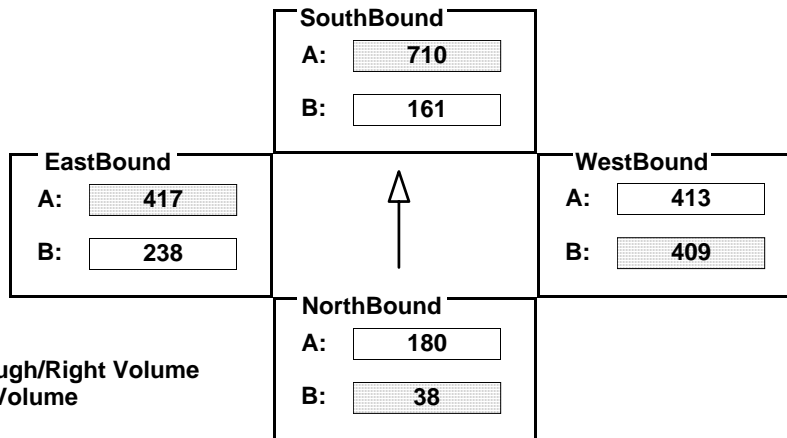 SouthBound
A: 710
B: 161
EastBound
A: 417
B: 238
WestBound
A: 413
B: 409
NorthBound
A: 180
B: 38
ugh/Right Volume
Volume